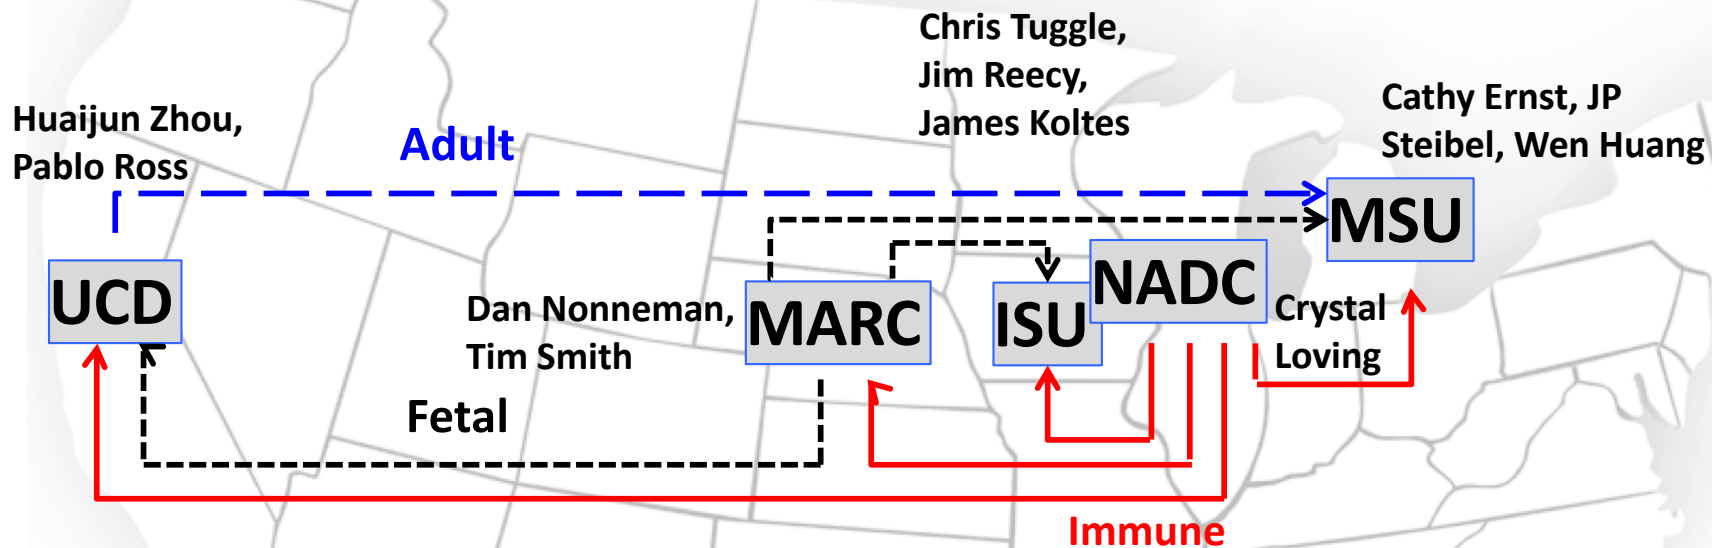 Chris Tuggle,
Jim Reecy,
James Koltes
Cathy Ernst, JP
Steibel, Wen Huang
Huaijun Zhou,
Pablo Ross
Adult
MSU
NADC
UCD
Dan Nonneman,
Tim Smith
MARC
ISU
Crystal
Loving
Fetal
Immune